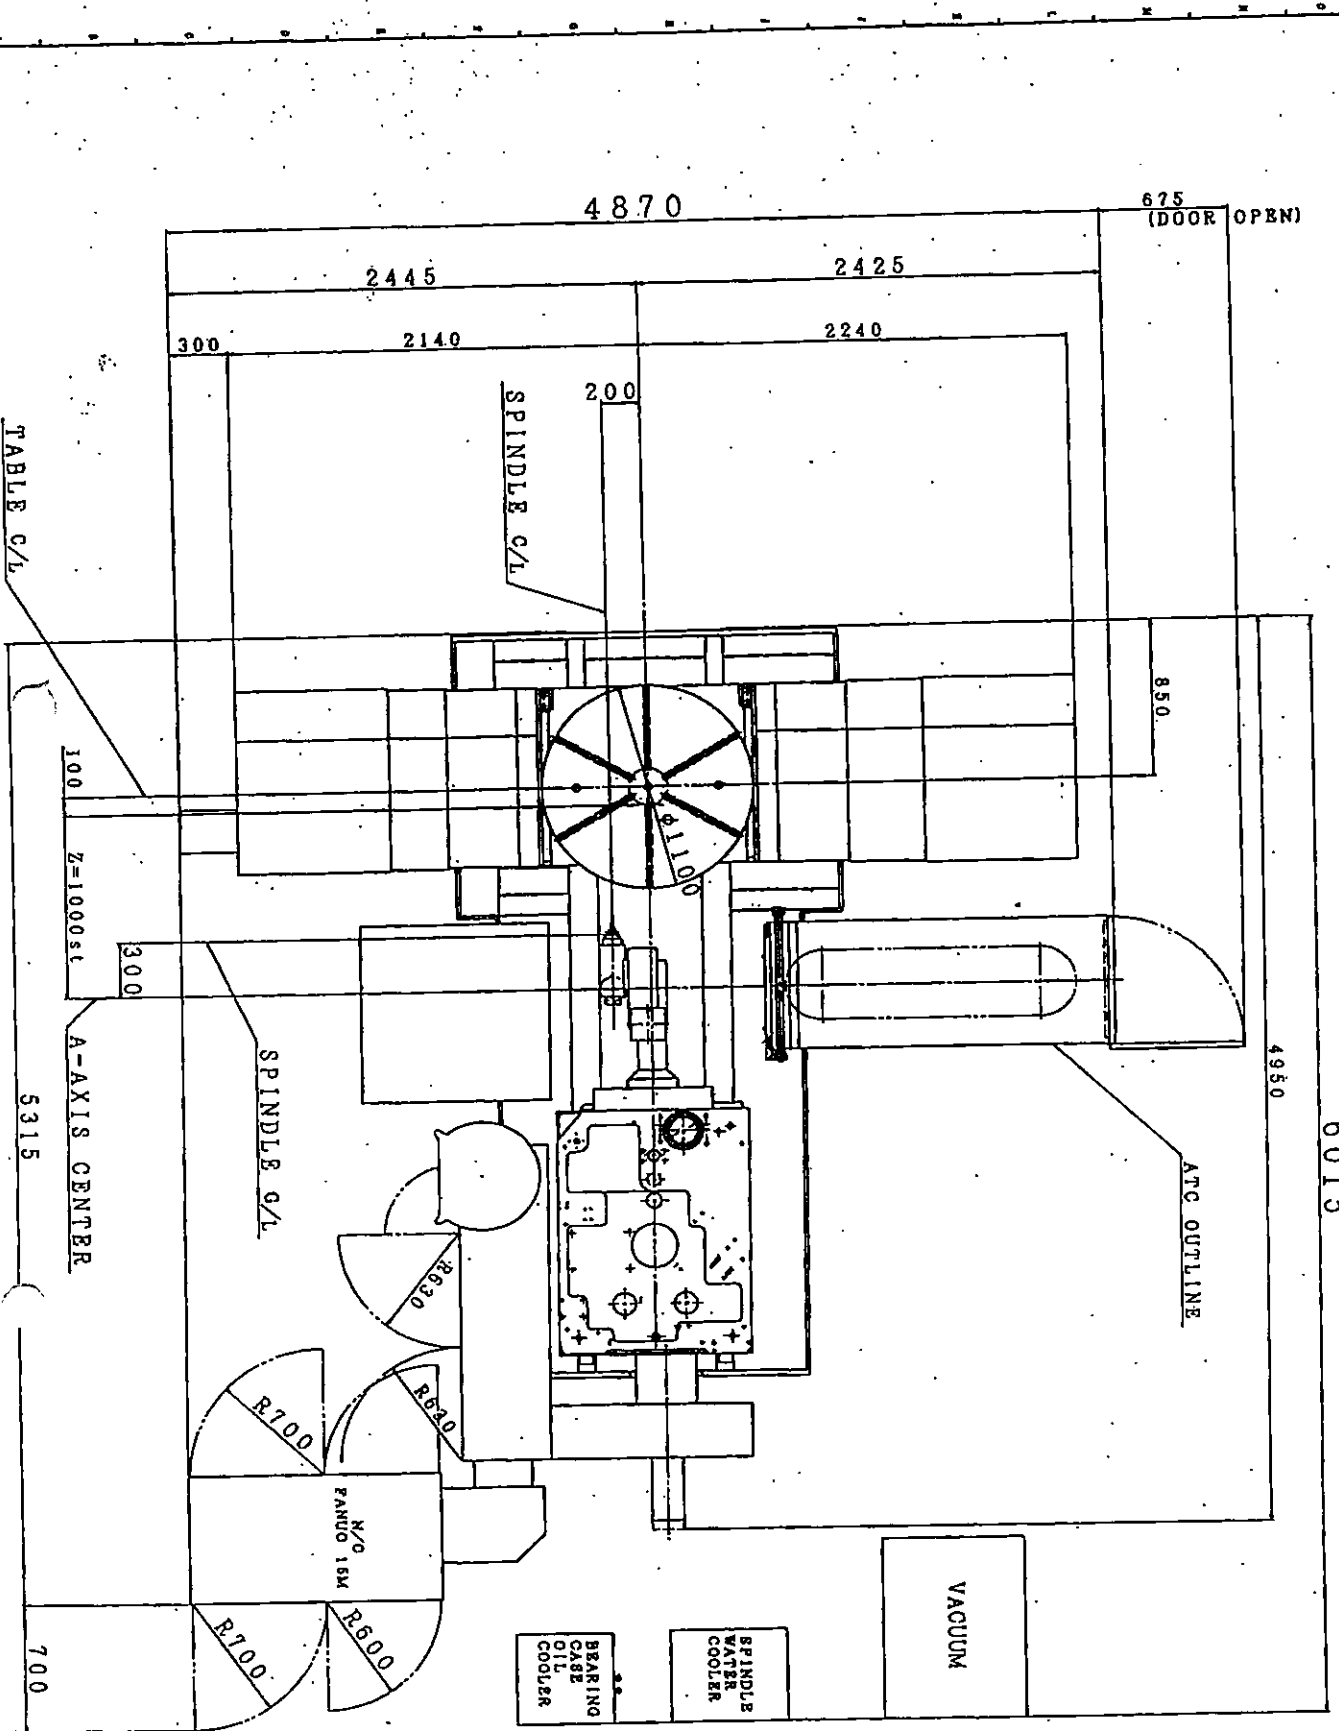 4870
675
(DOOR OPEN)
2445
2425
300
2140
2240
200
SPINDLE C/L
TABLE C/L
850
100
Z=1000st
φ1100
300
A-AXIS CENTER
SPINDLE C/L
5315
4950
6015
ATC OUTLINE
R630
R630
R700
N/C
FANUC 15M
R700
R600
700
VACUUM
SPINDLE
WATER
COOLER
BEARING
CASE
OIL
COOLER